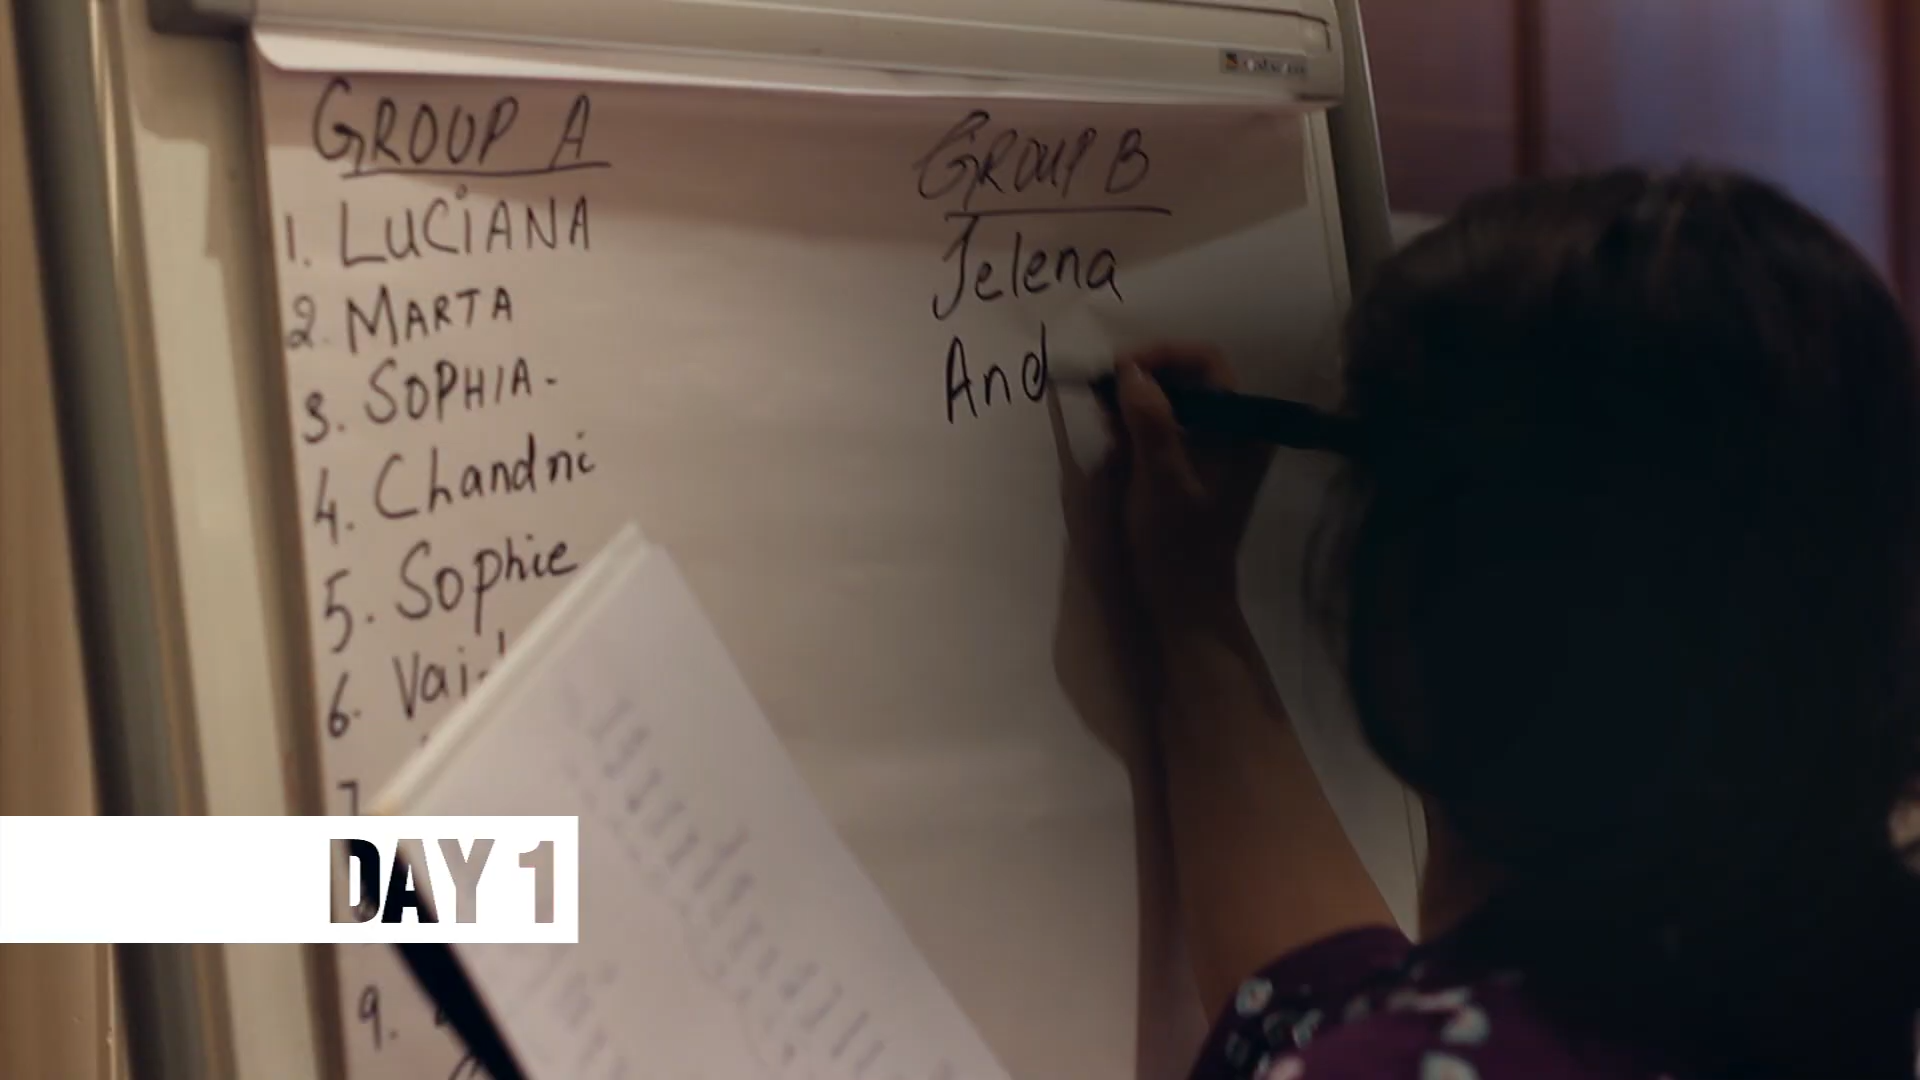 GROUP A
1. LUCiANA
2. MARTA
3. SOPHIA-
4. Chandni
5. Sophie
6.
7
9.
GROUP B
Jelena
And
DAY 1